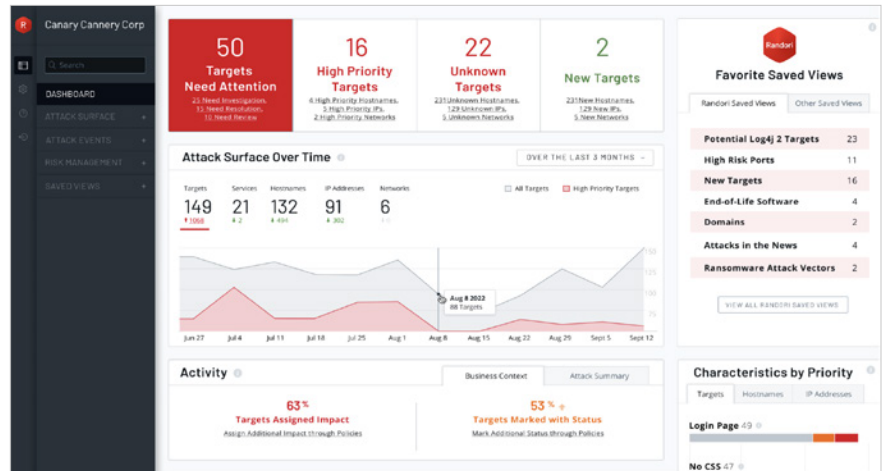 R
Canary Cannery Corp
Search
DASHBOARD
ATTACK SURFACE +
ATTACK EVENTS +
RISK MANAGEMENT +
SAVED VIEWS +
50
Targets
Need Attention
25 Need Investigation,
15 Need Resolution,
10 Need Review
16
High Priority
Targets
4 High Priority Hostnames,
5 High Priority IPs,
2 High Priority Networks
22
Unknown
Targets
231 Unknown Hostnames,
129 Unknown IPs,
5 Unknown Networks
2
New Targets
231 New Hostnames,
129 New IPs,
5 New Networks
Attack Surface Over Time
OVER THE LAST 3 MONTHS
Targets Services Hostnames IP Addresses Networks
149 21 132 91 6
1068 2 494 302
All Targets High Priority Targets
150
125
100
75
Aug 8 2022
88 Targets
Jun 27 Jul 4 Jul 11 Jul 18 Jul 25 Aug 1 Aug 8 Aug 15 Aug 22 Aug 29 Sept 5 Sept 12
Activity
Business Context Attack Summary
63%
Targets Assigned Impact
Assign Additional Impact through Policies
53%
Targets Marked with Status
Mark Additional Status through Policies
Randori
Favorite Saved Views
Randori Saved Views Other Saved Views
Potential Log4j 2 Targets 23
High Risk Ports 11
New Targets 16
End-of-Life Software 4
Domains 2
Attacks in the News 4
Ransomware Attack Vectors 2
VIEW ALL RANDORI SAVED VIEWS
Characteristics by Priority
Targets Hostnames IP Addresses
Login Page 49
No CSS 47